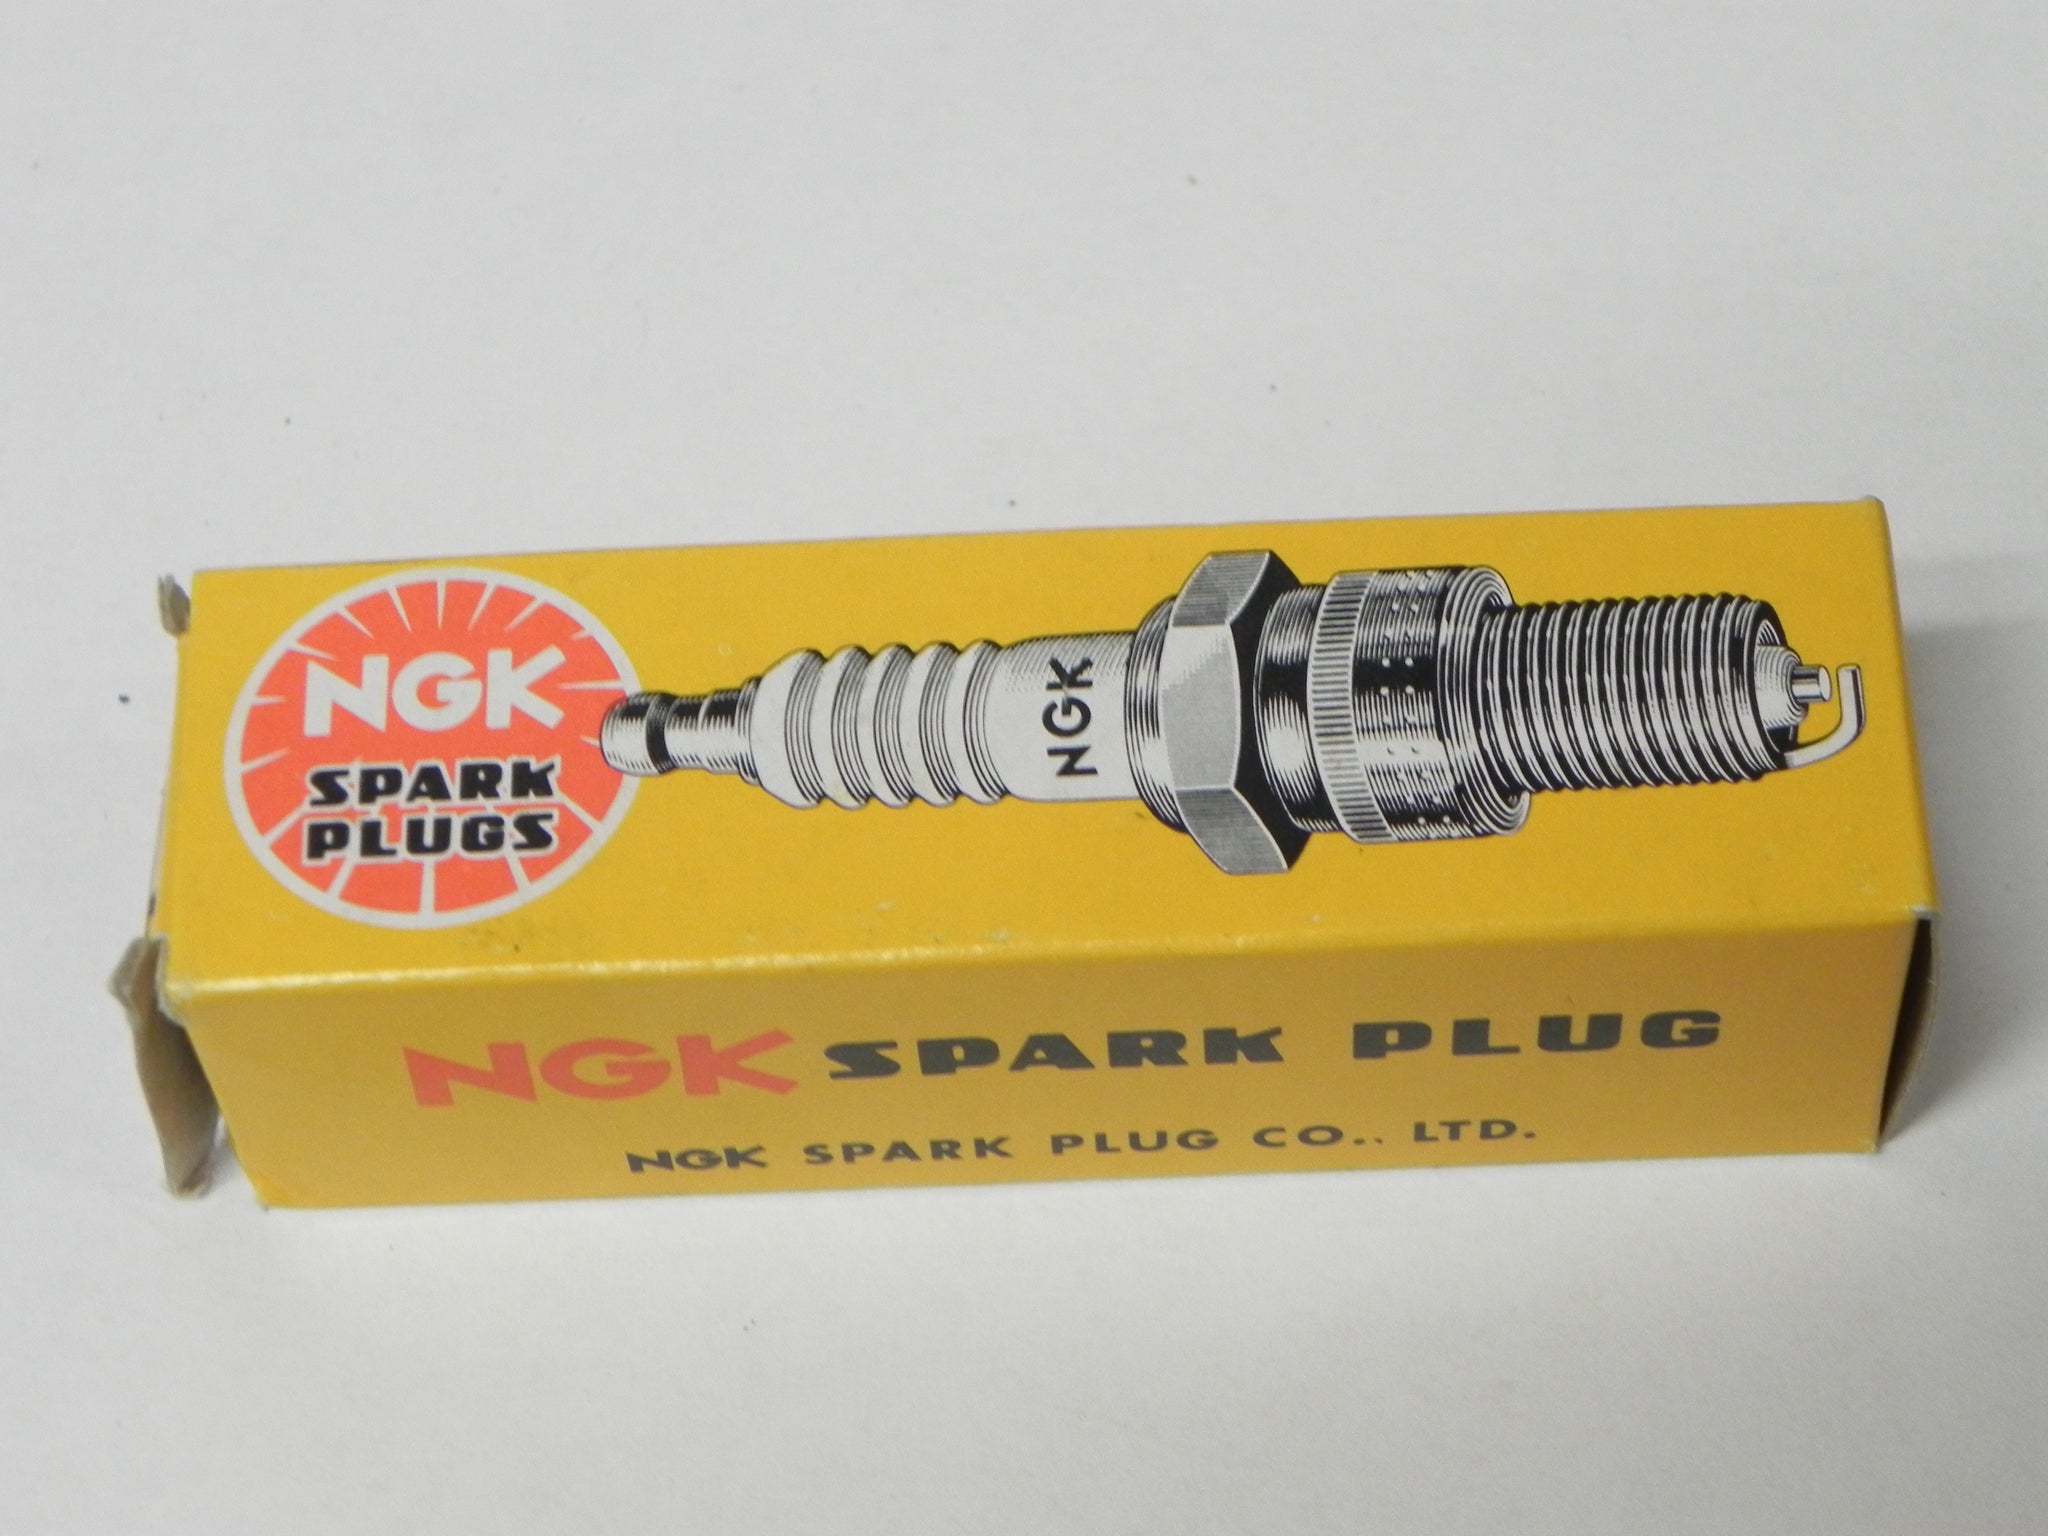 NGK
SPARK
PLUGS
NGK
NGK SPARK PLUG
NGK SPARK PLUG CO., LTD.